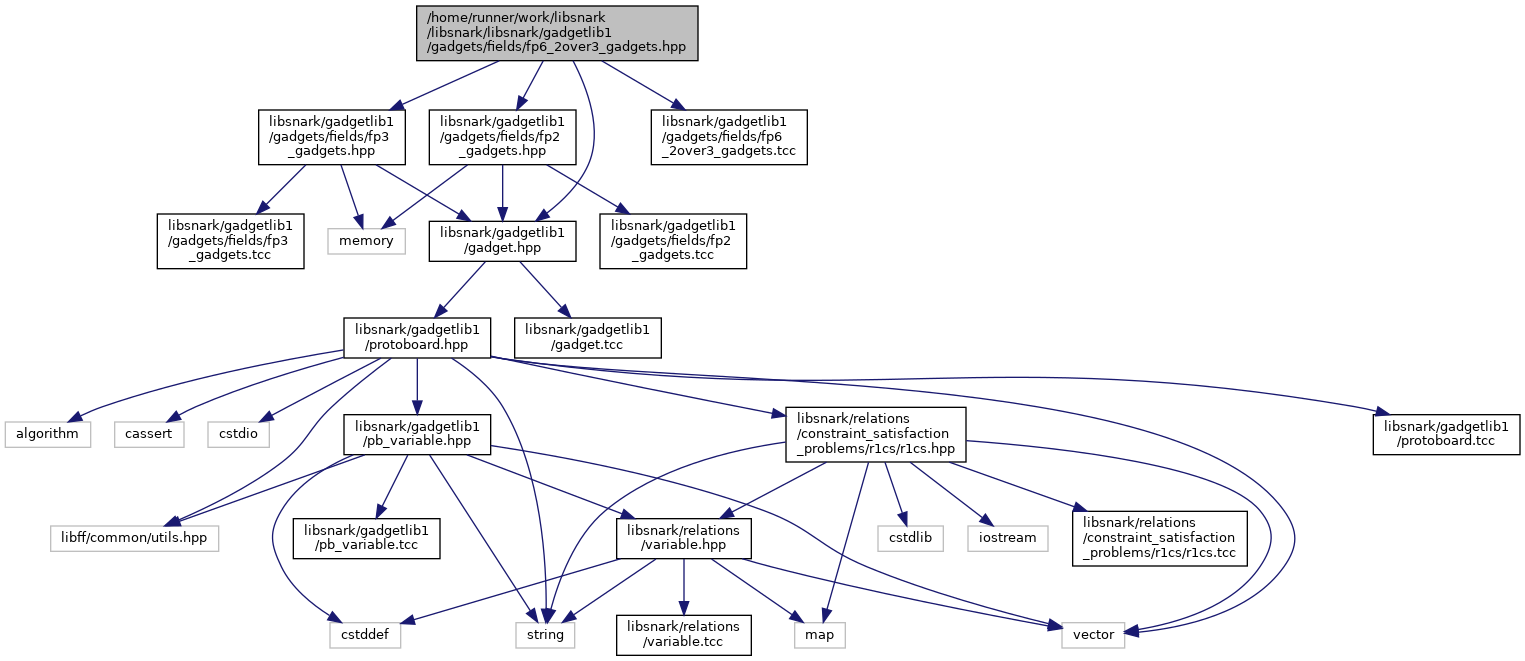 /home/runner/work/libsnark
/libsnark/libsnark/gadgetlib1
/gadgets/fields/fp6_2over3_gadgets.hpp
libsnark/gadgetlib1
/gadgets/fields/fp3
_gadgets.hpp
libsnark/gadgetlib1
/gadgets/fields/fp2
_gadgets.hpp
libsnark/gadgetlib1
/gadgets/fields/fp6
_2over3_gadgets.tcc
libsnark/gadgetlib1
/gadgets/fields/fp3
_gadgets.tcc
memory
libsnark/gadgetlib1
/gadget.hpp
libsnark/gadgetlib1
/gadgets/fields/fp2
_gadgets.tcc
libsnark/gadgetlib1
/protoboard.hpp
libsnark/gadgetlib1
/gadget.tcc
algorithm
cassert
cstdio
libsnark/gadgetlib1
/pb_variable.hpp
libsnark/relations
/constraint_satisfaction
_problems/r1cs/r1cs.hpp
libsnark/gadgetlib1
/protoboard.tcc
libff/common/utils.hpp
libsnark/gadgetlib1
/pb_variable.tcc
libsnark/relations
/variable.hpp
cstdlib
iostream
libsnark/relations
/constraint_satisfaction
_problems/r1cs/r1cs.tcc
cstddef
string
libsnark/relations
/variable.tcc
map
vector